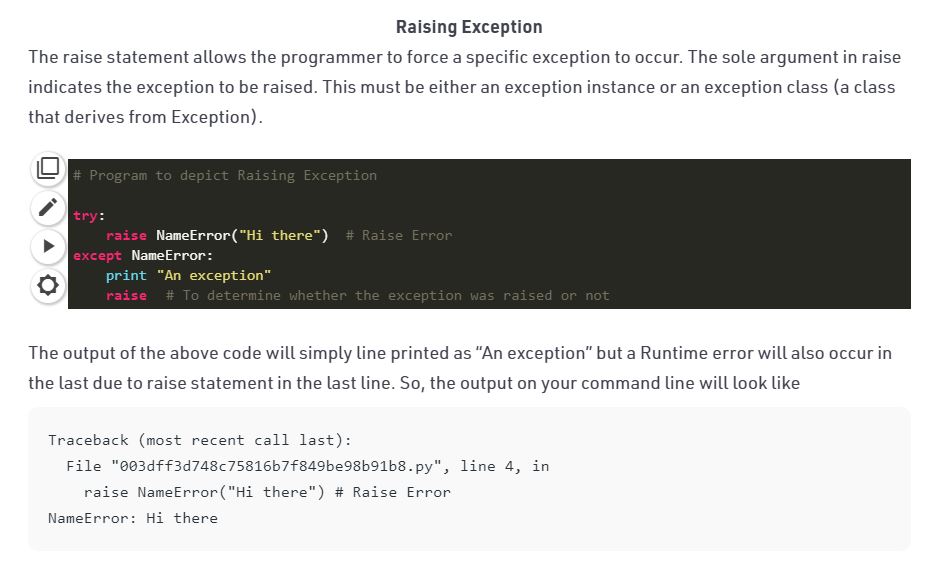 Raising Exception
The raise statement allows the programmer to force a specific exception to occur. The sole argument in raise
indicates the exception to be raised. This must be either an exception instance or an exception class (a class
that derives from Exception).
# Program to depict Raising Exception
try:
    raise NameError("Hi there")  # Raise Error
except NameError:
    print "An exception"
    raise  # To determine whether the exception was raised or not
The output of the above code will simply line printed as “An exception” but a Runtime error will also occur in
the last due to raise statement in the last line. So, the output on your command line will look like
Traceback (most recent call last):
  File "003dff3d748c75816b7f849be98b91b8.py", line 4, in
    raise NameError("Hi there") # Raise Error
NameError: Hi there